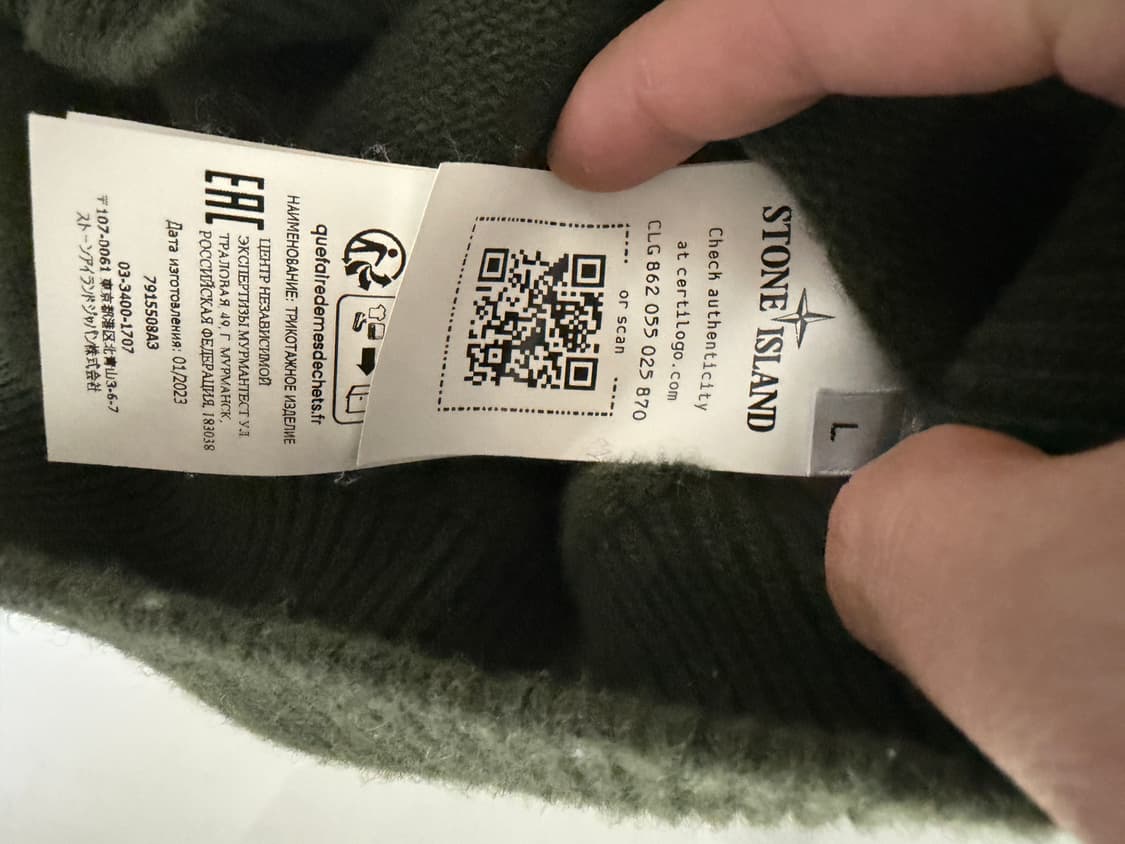 STONE ISLAND
L
Check authenticity
at certilogo.com
CLG 862 055 025 870
or scan
quefairedemesdechets.fr
НАИМЕНОВАНИЕ: ТРИКОТАЖНОЕ ИЗДЕЛИЕ
EAC
ЦЕНТР НЕЗАВИСИМОЙ
ЭКСПЕРТИЗЫ МУРМАНТЕСТ УЛ.
ТРАЛОВАЯ 49, Г. МУРМАНСК,
РОССИЙСКАЯ ФЕДЕРАЦИЯ, 183038
Дата изготовления: 01/2023
7915508A3
03-3400-1707
〒107-0061 東京都港区北青山3-6-7
ストーンアイランドジャパン株式会社